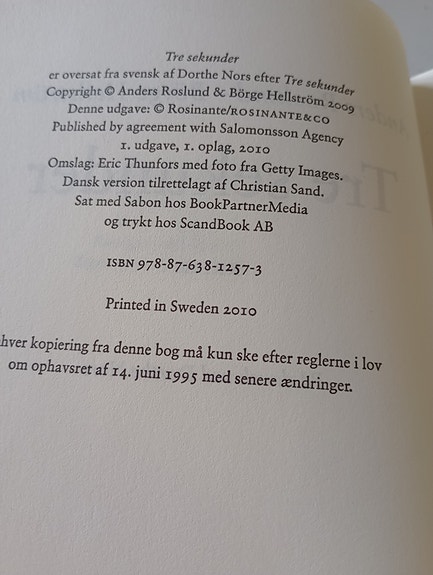 Tre sekunder
er oversat fra svensk af Dorthe Nors efter Tre sekunder
Copyright © Anders Roslund & Börge Hellström 2009
Denne udgave: © Rosinante/ROSINANTE&CO
Published by agreement with Salomonsson Agency
1. udgave, 1. oplag, 2010
Omslag: Eric Thunfors med foto fra Getty Images.
Dansk version tilrettelagt af Christian Sand.
Sat med Sabon hos BookPartnerMedia
og trykt hos ScandBook AB
ISBN 978-87-638-1257-3
Printed in Sweden 2010
hver kopiering fra denne bog må kun ske efter reglerne i lov
om ophavsret af 14. juni 1995 med senere ændringer.